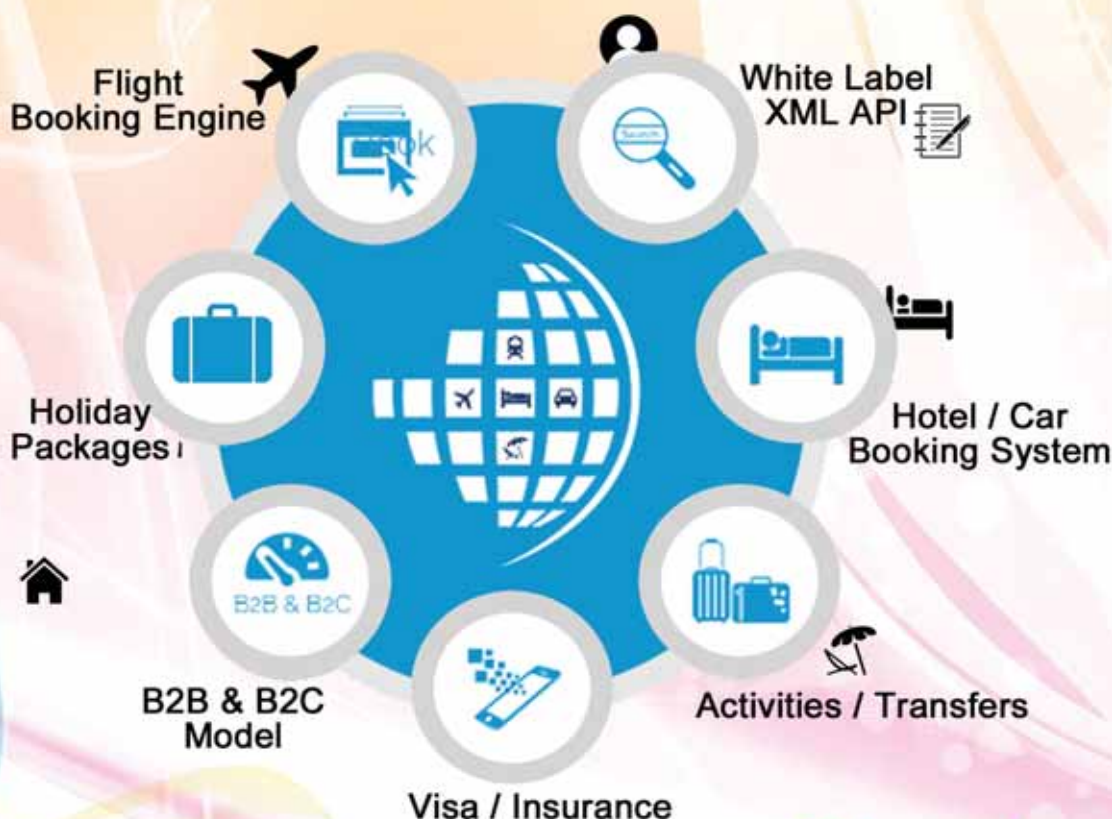 Flight
Booking Engine
White Label
XML API
Search
Holiday
Packages
Hotel / Car
Booking System
B2B & B2C
B2B & B2C
Model
Activities / Transfers
Visa / Insurance